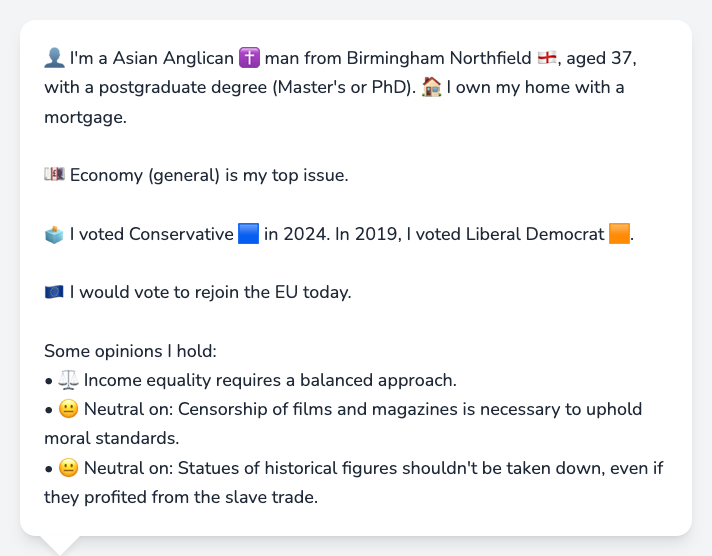 👤 I'm a Asian Anglican ✝️ man from Birmingham Northfield 🏴󠁧󠁢󠁥󠁮󠁧󠁿, aged 37,
with a postgraduate degree (Master's or PhD). 🏠 I own my home with a
mortgage.
💷 Economy (general) is my top issue.
🗳️ I voted Conservative 🟦 in 2024. In 2019, I voted Liberal Democrat 🟧.
🇪🇺 I would vote to rejoin the EU today.
Some opinions I hold:
• ⚖️ Income equality requires a balanced approach.
• 😐 Neutral on: Censorship of films and magazines is necessary to uphold
moral standards.
• 😐 Neutral on: Statues of historical figures shouldn't be taken down, even if
they profited from the slave trade.